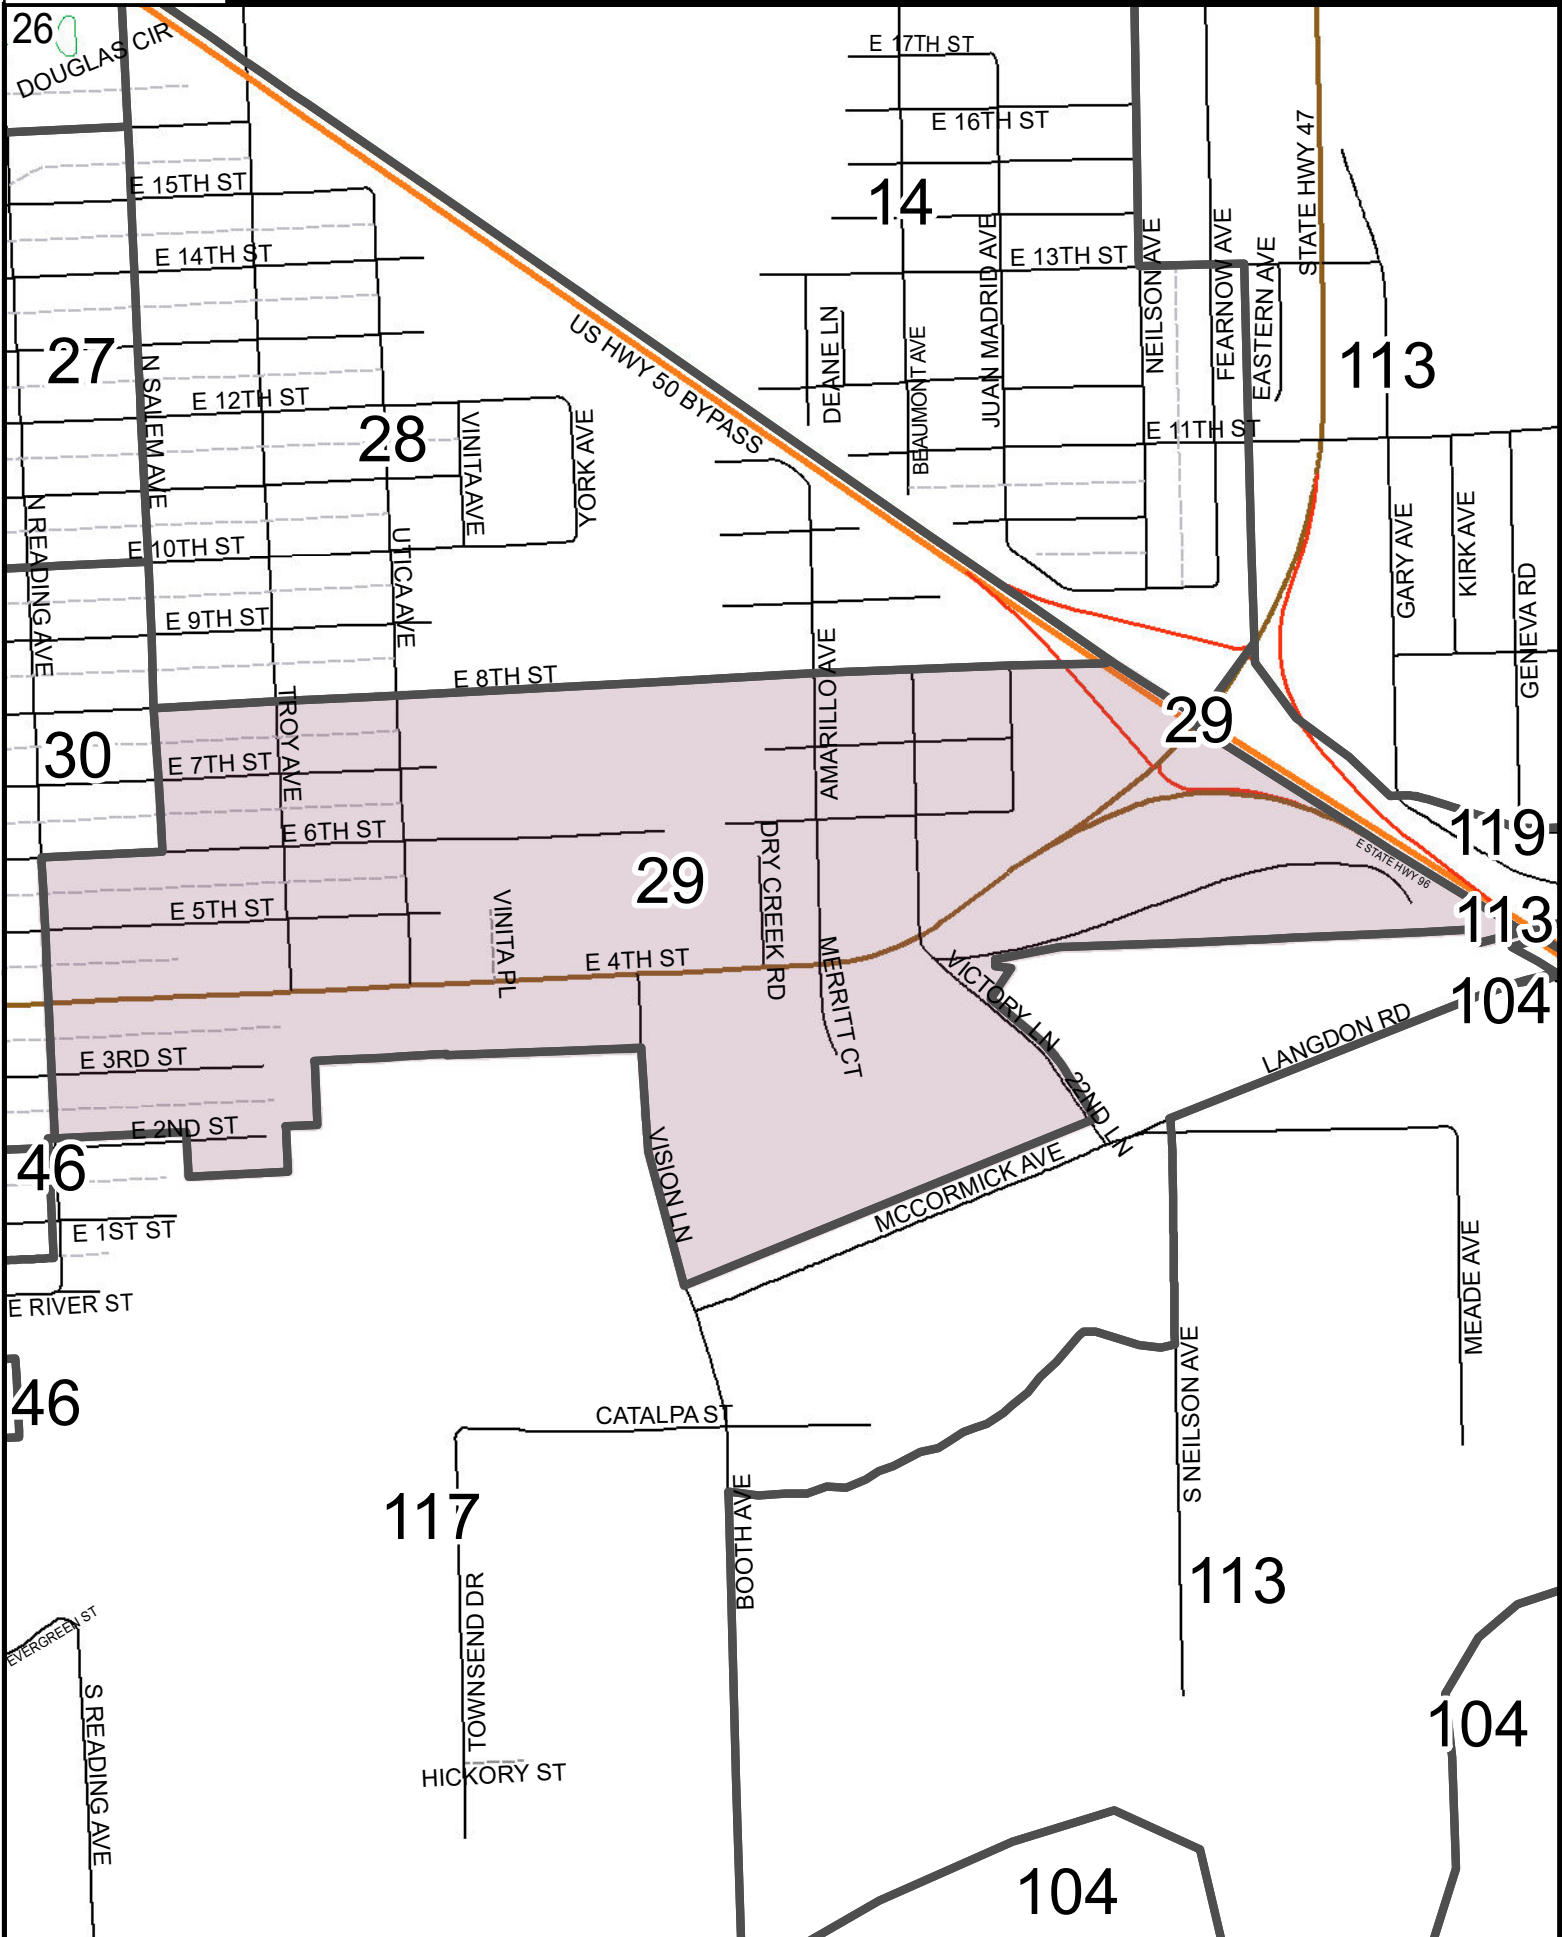 26
DOUGLAS CIR
E 17TH ST
E 16TH ST
STATE HWY 47
E 15TH ST
14
E 14TH ST
E 13TH ST
NEILSON AVE
FEARNOW AVE
EASTERN AVE
JUAN MADRID AVE
DEANE LN
BEAUMONT AVE
US HWY 50 BYPASS
27
113
N SALEM AVE
E 12TH ST
28
VINITA AVE
YORK AVE
E 11TH ST
N READING AVE
E 10TH ST
UTICA AVE
GARY AVE
KIRK AVE
GENEVA RD
E 9TH ST
AMARILLO AVE
E 8TH ST
TROY AVE
29
30
E 7TH ST
E 6TH ST
DRY CREEK RD
119
E STATE HWY 96
29
VINITA PL
E 5TH ST
113
MERRITT CT
E 4TH ST
VICTORY LN
104
LANGDON RD
E 3RD ST
22ND LN
E 2ND ST
46
VISION LN
MCCORMICK AVE
E 1ST ST
MEADE AVE
E RIVER ST
S NEILSON AVE
46
CATALPA ST
BOOTH AVE
117
TOWNSEND DR
113
EVERGREEN ST
S READING AVE
104
HICKORY ST
104